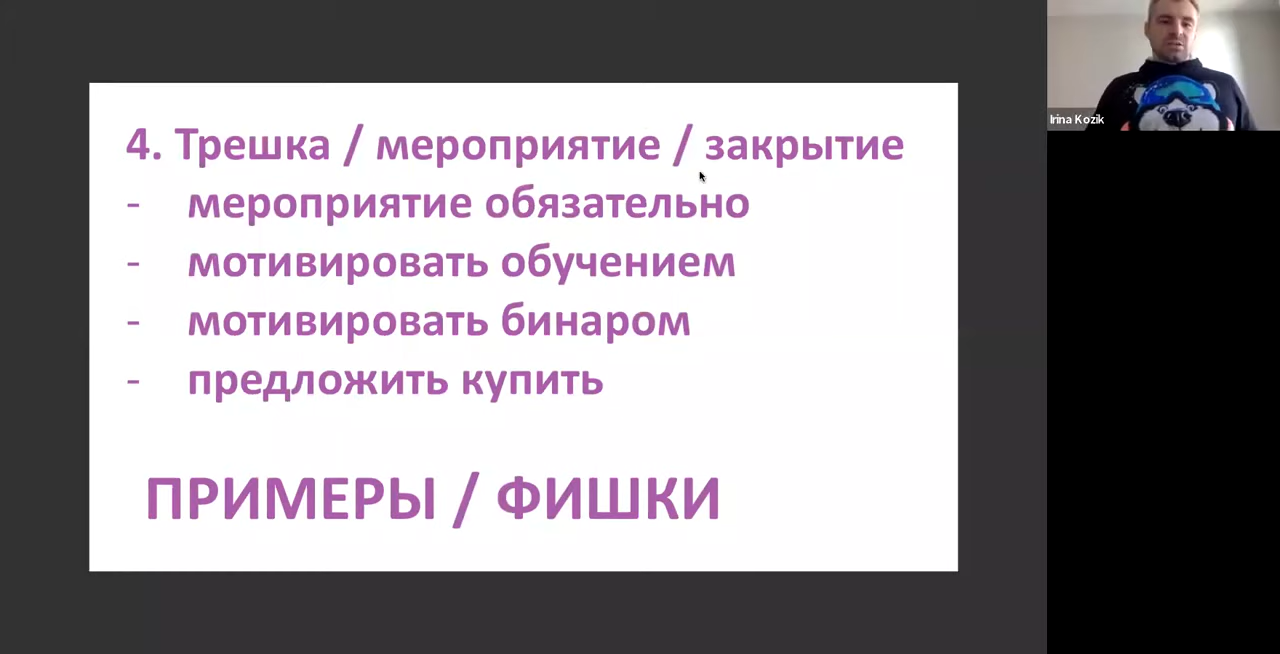 4. Трешка / мероприятие / закрытие
- мероприятие обязательно
- мотивировать обучением
- мотивировать бинаром
- предложить купить
ПРИМЕРЫ / ФИШКИ
Irina Kozik